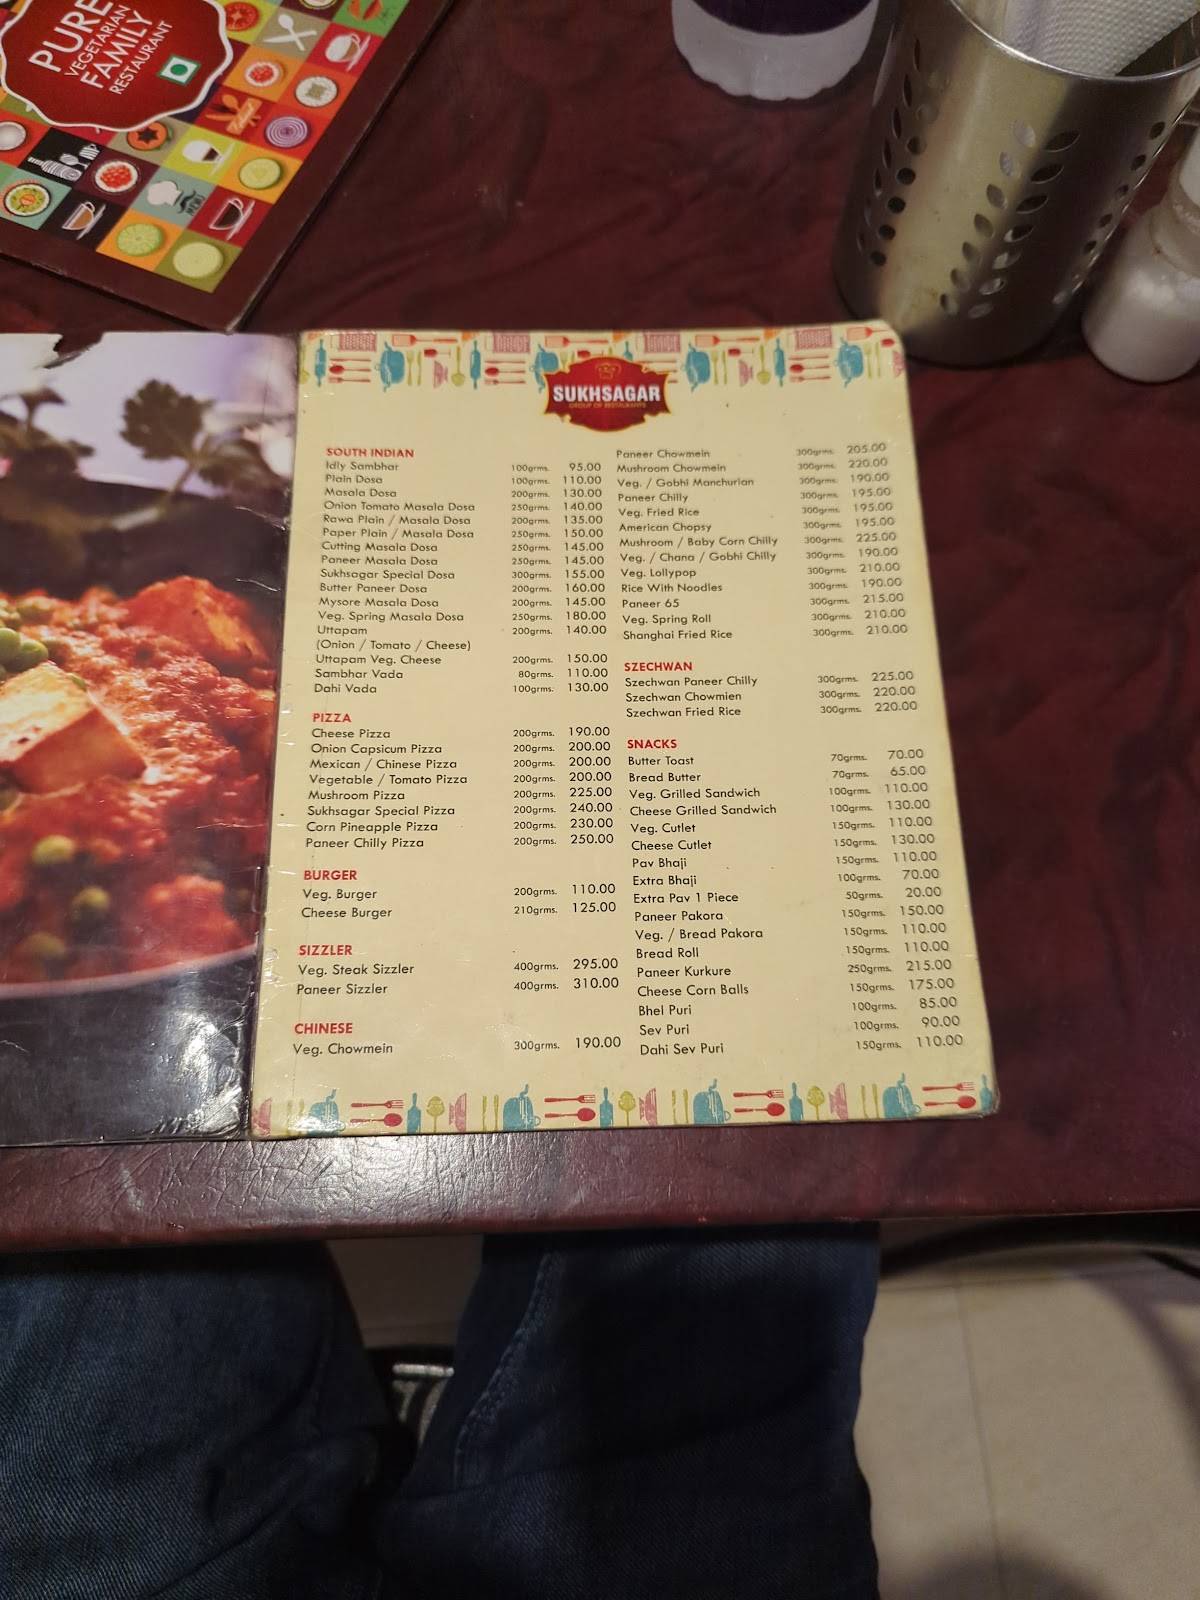 PURE
VEGETARIAN
FAMILY
RESTAURANT
MENU
SUKHSAGAR
GROUP OF RESTAURANTS
SOUTH INDIAN
Idly Sambhar 100grms. 95.00
Plain Dosa 100grms. 110.00
Masala Dosa 200grms. 130.00
Onion Tomato Masala Dosa 250grms. 140.00
Rawa Plain / Masala Dosa 200grms. 135.00
Paper Plain / Masala Dosa 250grms. 150.00
Cutting Masala Dosa 250grms. 145.00
Paneer Masala Dosa 250grms. 145.00
Sukhsagar Special Dosa 300grms. 155.00
Butter Paneer Dosa 200grms. 160.00
Mysore Masala Dosa 200grms. 145.00
Veg. Spring Masala Dosa 250grms. 180.00
Uttapam 200grms. 140.00
(Onion / Tomato / Cheese)
Uttapam Veg. Cheese 200grms. 150.00
Sambhar Vada 80grms. 110.00
Dahi Vada 100grms. 130.00
PIZZA
Cheese Pizza 200grms. 190.00
Onion Capsicum Pizza 200grms. 200.00
Mexican / Chinese Pizza 200grms. 200.00
Vegetable / Tomato Pizza 200grms. 200.00
Mushroom Pizza 200grms. 225.00
Sukhsagar Special Pizza 200grms. 240.00
Corn Pineapple Pizza 200grms. 230.00
Paneer Chilly Pizza 200grms. 250.00
BURGER
Veg. Burger 200grms. 110.00
Cheese Burger 210grms. 125.00
SIZZLER
Veg. Steak Sizzler 400grms. 295.00
Paneer Sizzler 400grms. 310.00
CHINESE
Veg. Chowmein 300grms. 190.00
Paneer Chowmein 300grms. 205.00
Mushroom Chowmein 300grms. 220.00
Veg. / Gobhi Manchurian 300grms. 190.00
Paneer Chilly 300grms. 195.00
Veg. Fried Rice 300grms. 195.00
American Chopsy 300grms. 195.00
Mushroom / Baby Corn Chilly 300grms. 225.00
Veg. / Chana / Gobhi Chilly 300grms. 190.00
Veg. Lollypop 300grms. 210.00
Rice With Noodles 300grms. 190.00
Paneer 65 300grms. 215.00
Veg. Spring Roll 300grms. 210.00
Shanghai Fried Rice 300grms. 210.00
SZECHWAN
Szechwan Paneer Chilly 300grms. 225.00
Szechwan Chowmien 300grms. 220.00
Szechwan Fried Rice 300grms. 220.00
SNACKS
Butter Toast 70grms. 70.00
Bread Butter 70grms. 65.00
Veg. Grilled Sandwich 100grms. 110.00
Cheese Grilled Sandwich 100grms. 130.00
Veg. Cutlet 150grms. 110.00
Cheese Cutlet 150grms. 130.00
Pav Bhaji 150grms. 110.00
Extra Bhaji 100grms. 70.00
Extra Pav 1 Piece 50grms. 20.00
Paneer Pakora 150grms. 150.00
Veg. / Bread Pakora 150grms. 110.00
Bread Roll 150grms. 110.00
Paneer Kurkure 250grms. 215.00
Cheese Corn Balls 150grms. 175.00
Bhel Puri 100grms. 85.00
Sev Puri 100grms. 90.00
Dahi Sev Puri 150grms. 110.00